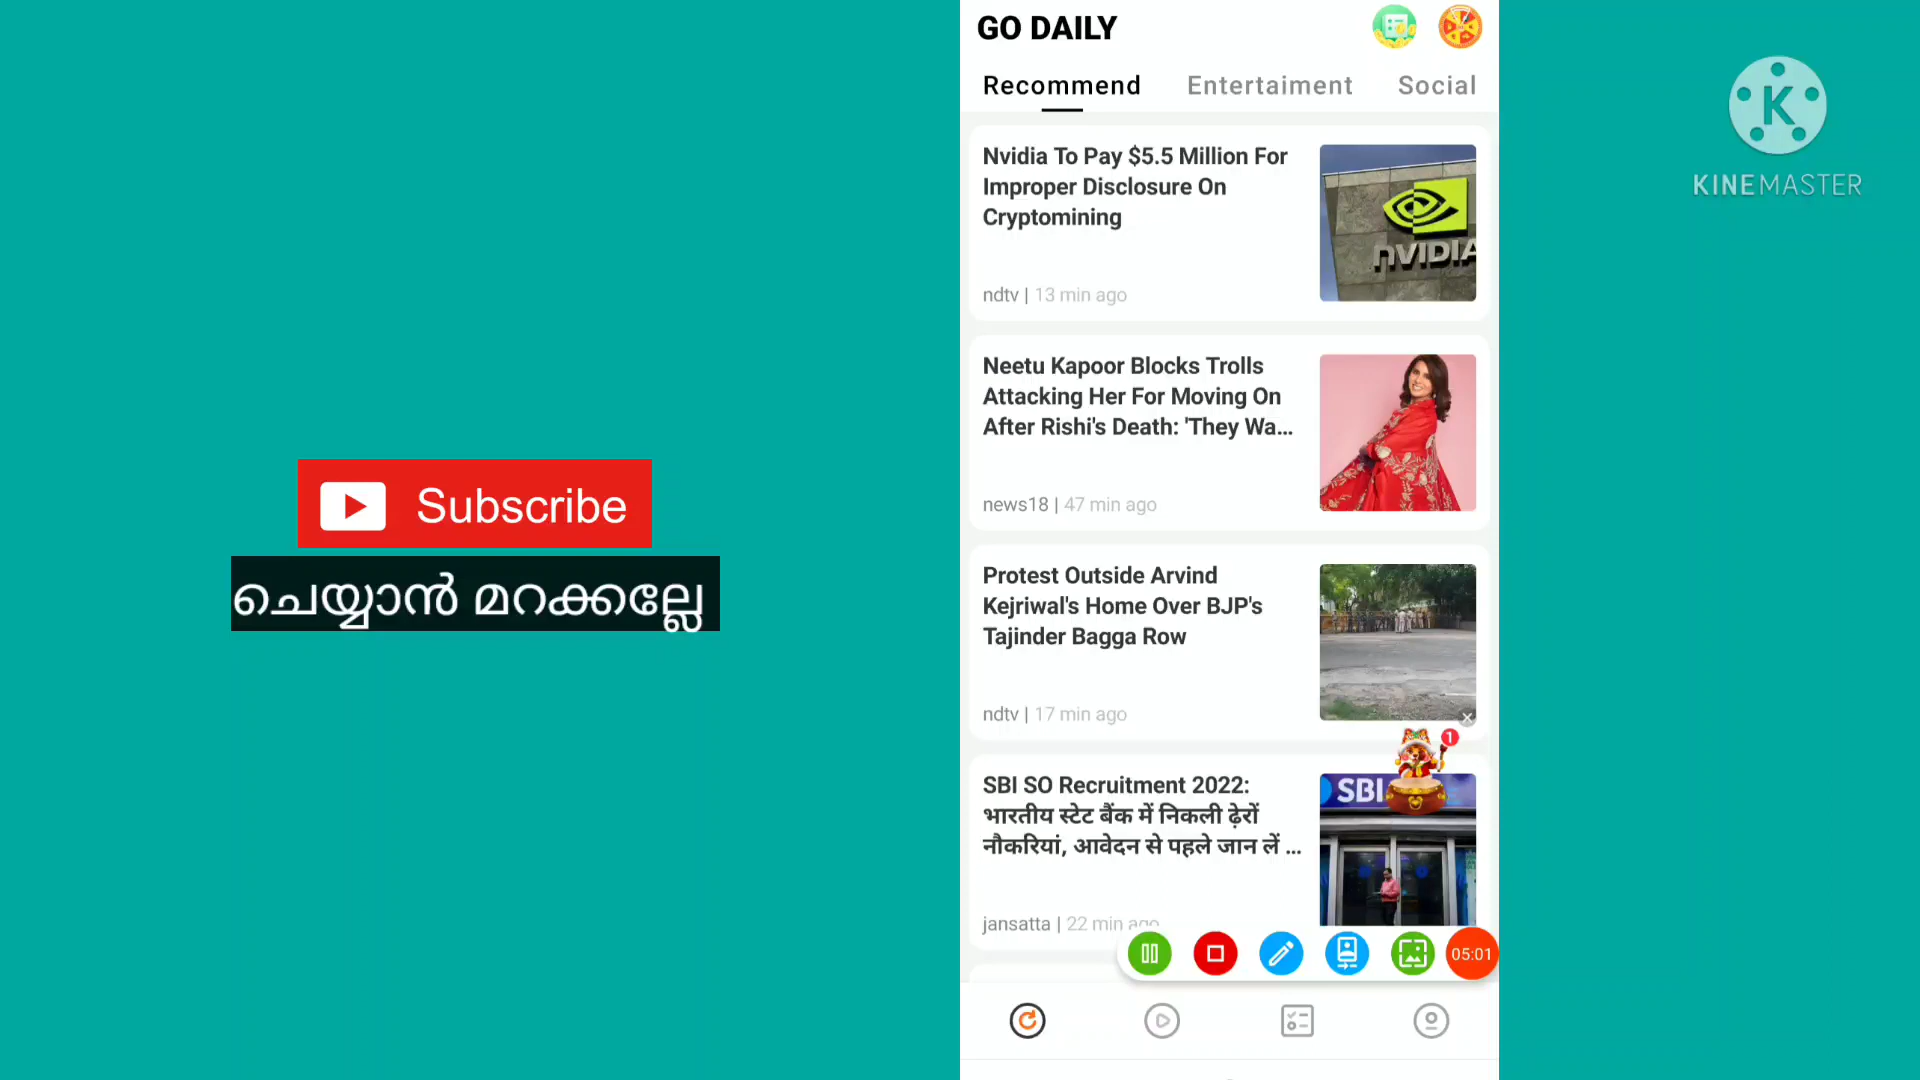 GO DAILY
Recommend Entertaiment Social
Nvidia To Pay $5.5 Million For
Improper Disclosure On
Cryptomining
NVIDIA
ndtv | 13 min ago
Neetu Kapoor Blocks Trolls
Attacking Her For Moving On
After Rishi's Death: 'They Wa...
news18 | 47 min ago
Protest Outside Arvind
Kejriwal's Home Over BJP's
Tajinder Bagga Row
ndtv | 17 min ago
1
SBI SO Recruitment 2022:
भारतीय स्टेट बैंक में निकली ढ़ेरों
नौकरियां, आवेदन से पहले जान लें ...
SBI
jansatta | 22 min ago
05:01
Subscribe
ചെയ്യാൻ മറക്കല്ലേ
K
KINEMASTER